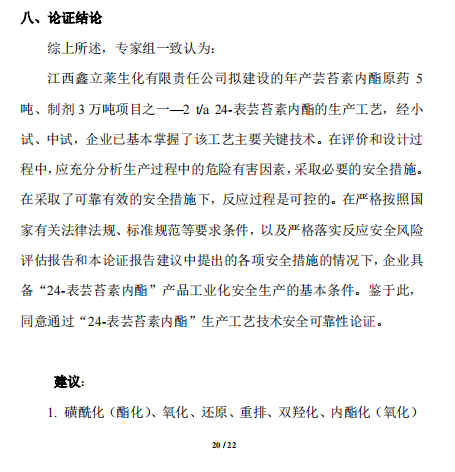 八、论证结论
综上所述，专家组一致认为：
江西鑫立莱生化有限责任公司拟建设的年产芸苔素内酯原药 5
吨、制剂 3 万吨项目之一—2 t/a 24-表芸苔素内酯的生产工艺，经小
试、中试，企业已基本掌握了该工艺主要关键技术。在评价和设计过
程中，应充分分析生产过程中的危险有害因素，采取必要的安全措施。
在采取了可靠有效的安全措施下，反应过程是可控的。在严格按照国
家有关法律法规、标准规范等要求条件，以及严格落实反应安全风险
评估报告和本论证报告建议中提出的各项安全措施的情况下，企业具
备“24-表芸苔素内酯”产品工业化安全生产的基本条件。鉴于此，
同意通过“24-表芸苔素内酯”生产工艺技术安全可靠性论证。
建议：
1. 磺酰化（酯化）、氧化、还原、重排、双羟化、内酯化（氧化）
20 / 22